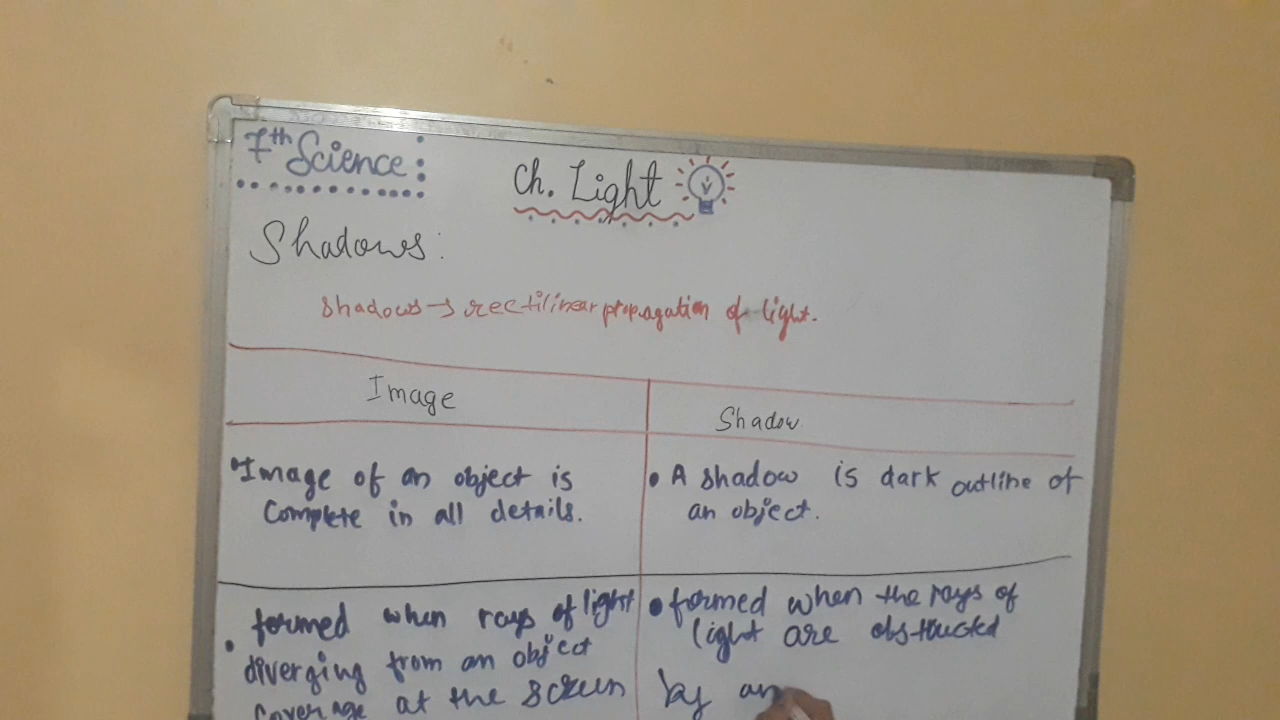 7th Science:
Ch. Light
Shadows:
Shadows → rectilinear propagation of light.
Image
Shadow
• Image of an object is
Complete in all details.
• A shadow is dark outline of
an object.
• formed when rays of light
diverging from an object
Coverage at the screen
• formed when the rays of
light are obstructed
by an